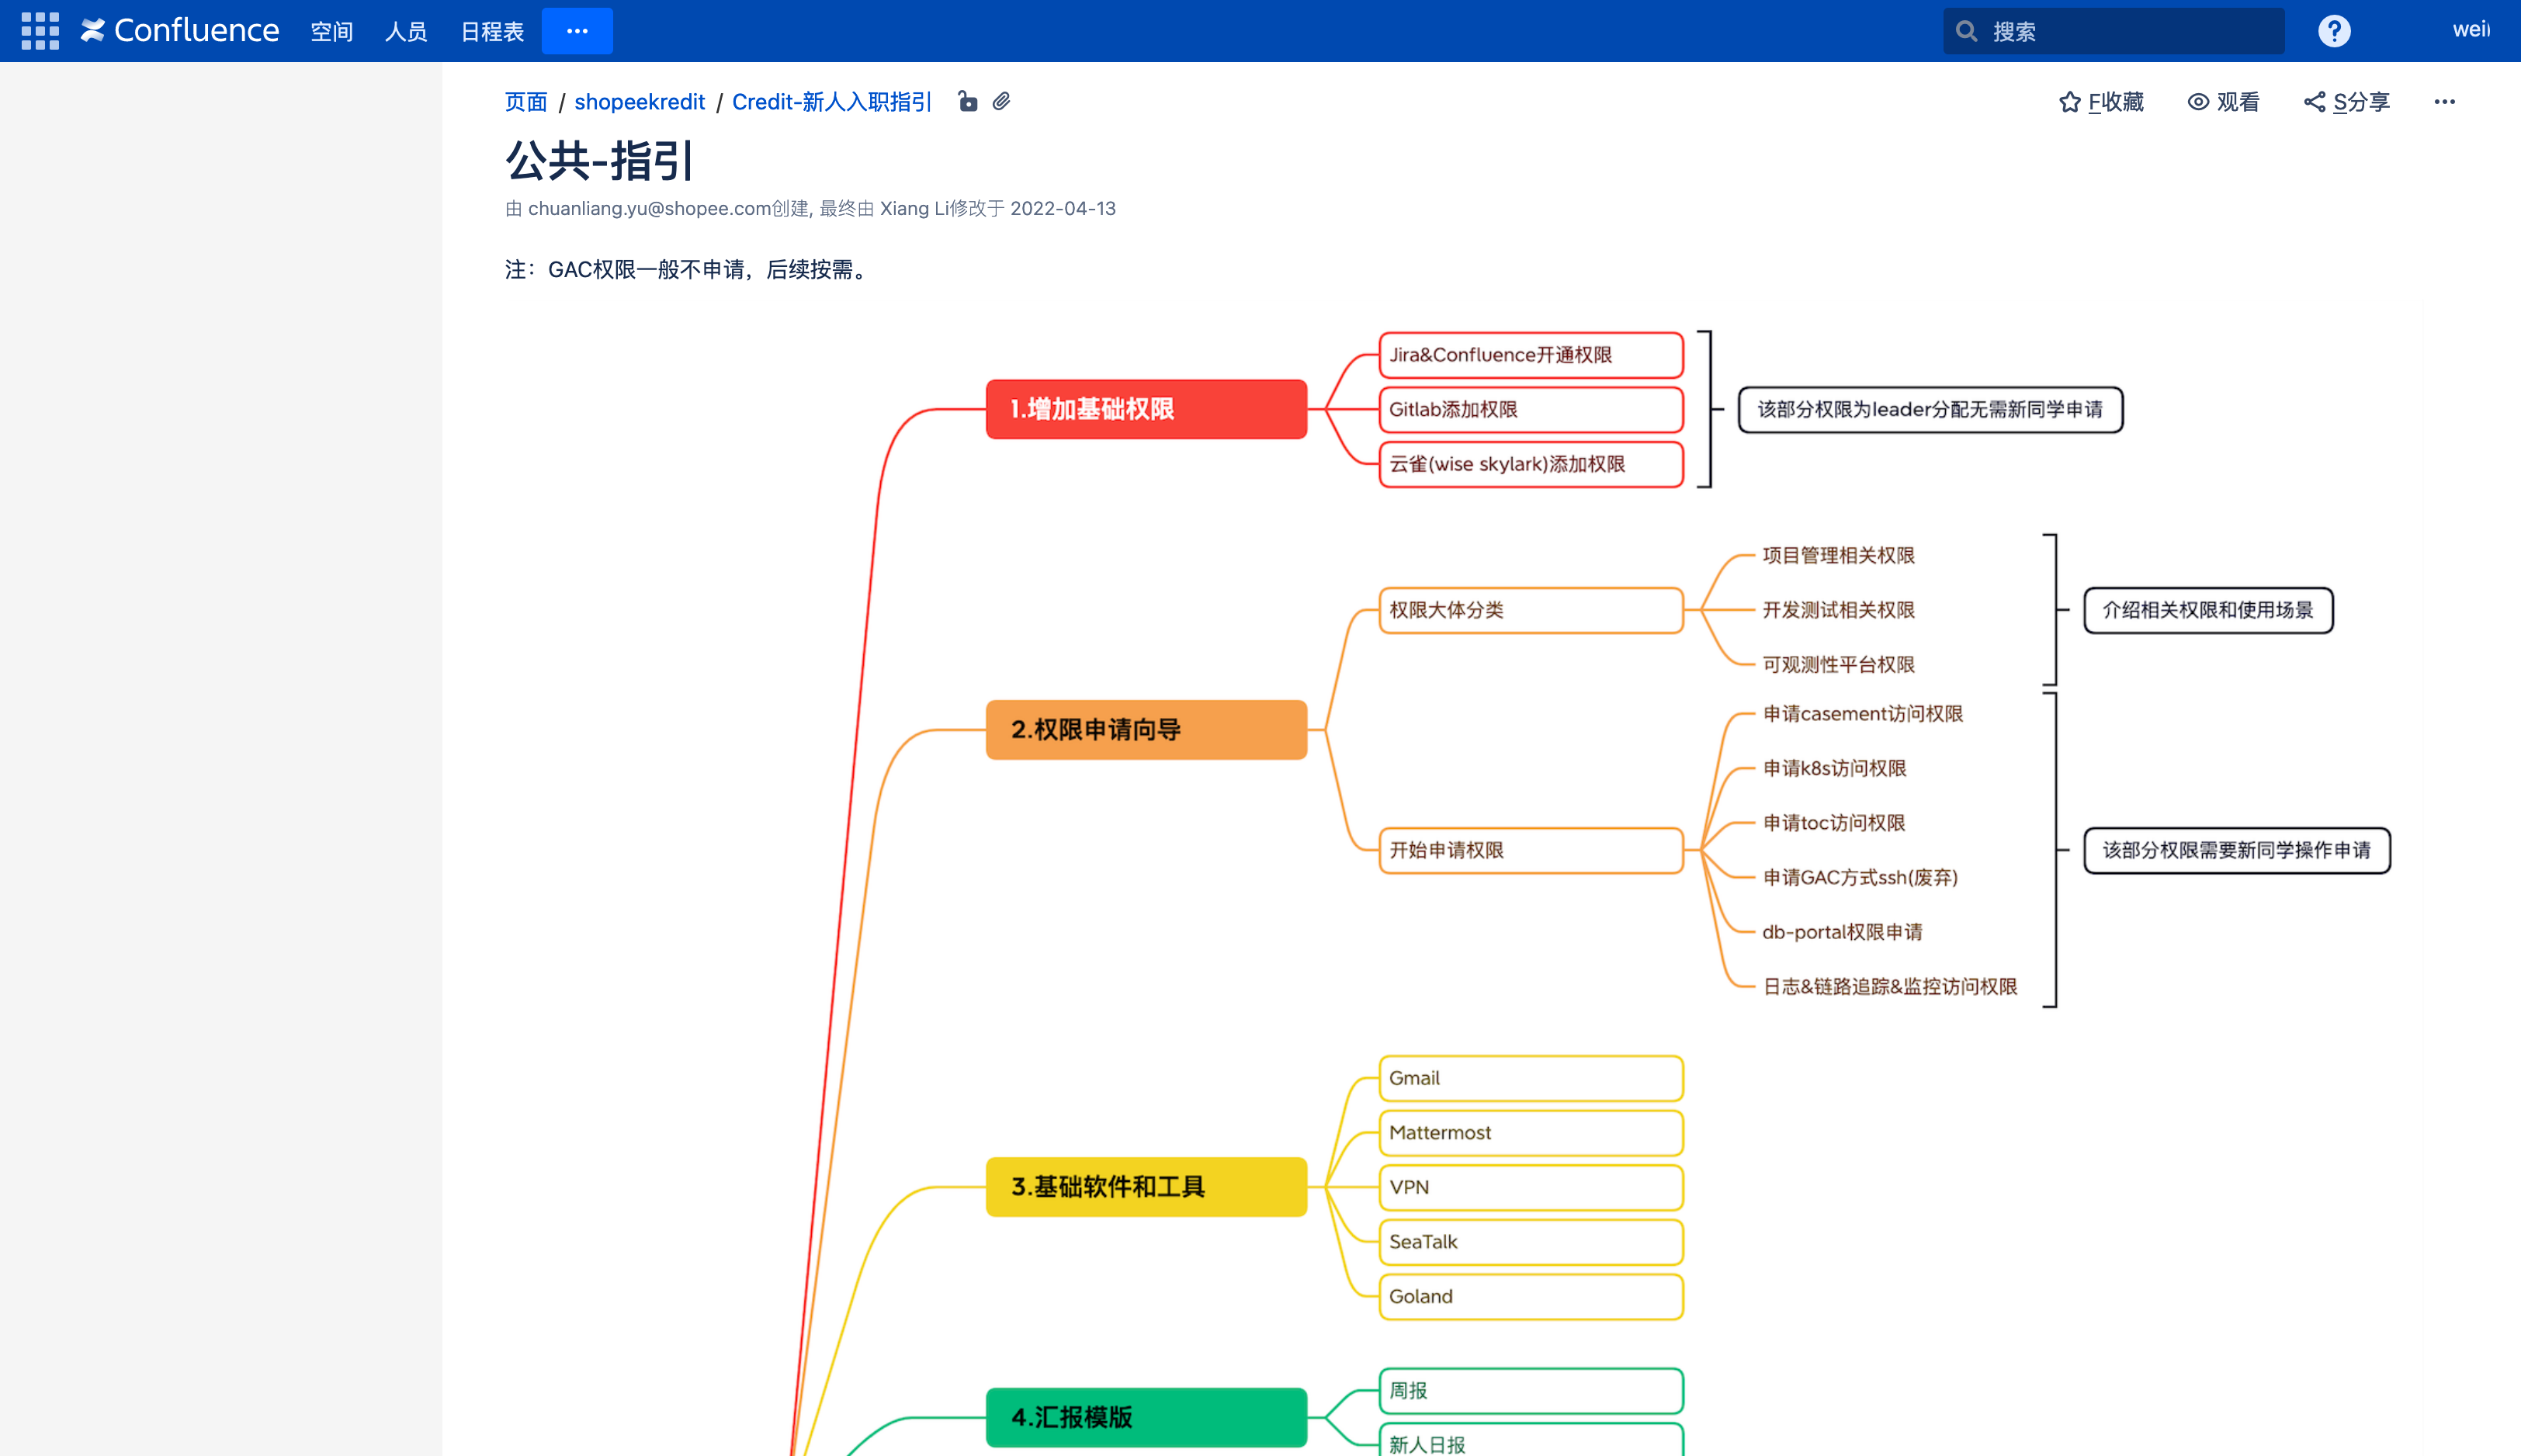 Confluence 空间 人员 日程表 ··· 搜索 ? wei
页面 / shopeekredit / Credit-新人入职指引 F收藏 观看 S分享 ···
公共-指引
由 chuanliang.yu@shopee.com创建, 最终由 Xiang Li修改于 2022-04-13
注：GAC权限一般不申请，后续按需。
1.增加基础权限
Jira&Confluence开通权限
Gitlab添加权限
云雀(wise skylark)添加权限
该部分权限为leader分配无需新同学申请
2.权限申请向导
权限大体分类
项目管理相关权限
开发测试相关权限
可观测性平台权限
介绍相关权限和使用场景
开始申请权限
申请casement访问权限
申请k8s访问权限
申请toc访问权限
申请GAC方式ssh(废弃)
db-portal权限申请
日志&链路追踪&监控访问权限
该部分权限需要新同学操作申请
3.基础软件和工具
Gmail
Mattermost
VPN
SeaTalk
Goland
4.汇报模版
周报
新人日报